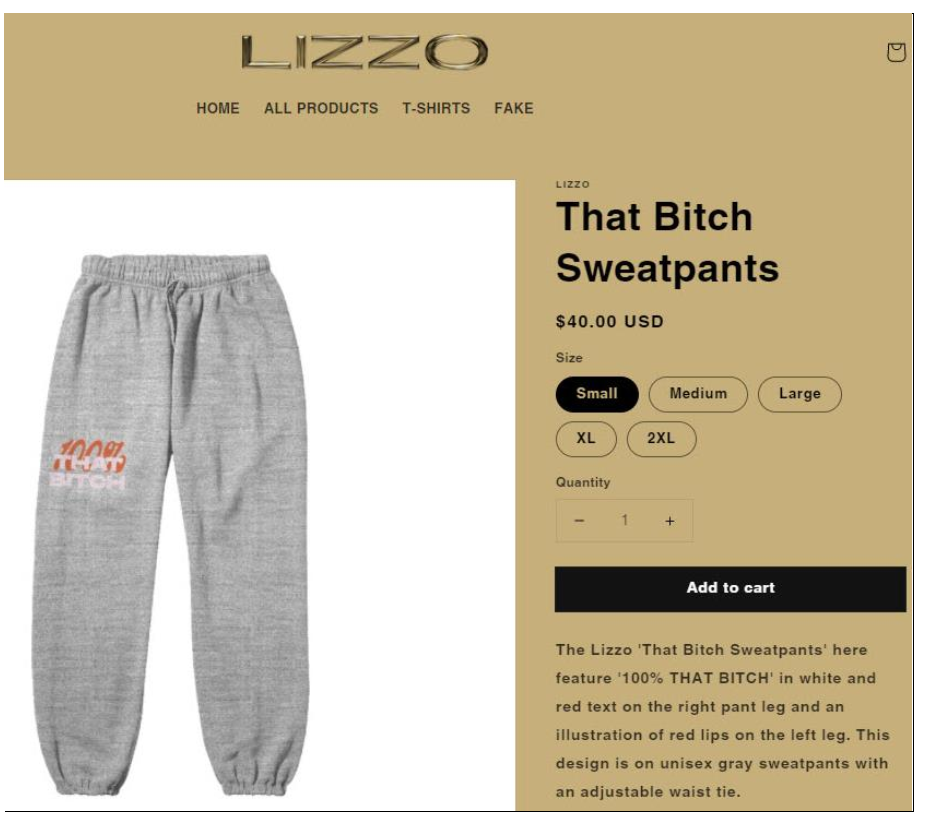 LIZZO
HOME ALL PRODUCTS T-SHIRTS FAKE
LIZZO
That Bitch
Sweatpants
$40.00 USD
Size
Small Medium Large
XL 2XL
Quantity
− 1 +
Add to cart
The Lizzo 'That Bitch Sweatpants' here
feature '100% THAT BITCH' in white and
red text on the right pant leg and an
illustration of red lips on the left leg. This
design is on unisex gray sweatpants with
an adjustable waist tie.
100%
THAT
BITCH